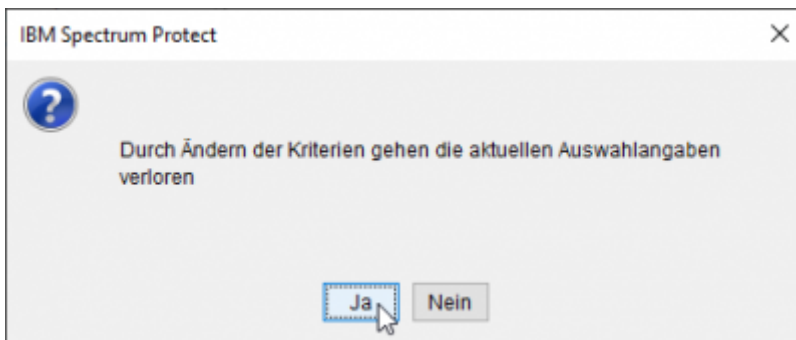 IBM Spectrum Protect
Durch Ändern der Kriterien gehen die aktuellen Auswahlangaben
verloren
Ja Nein